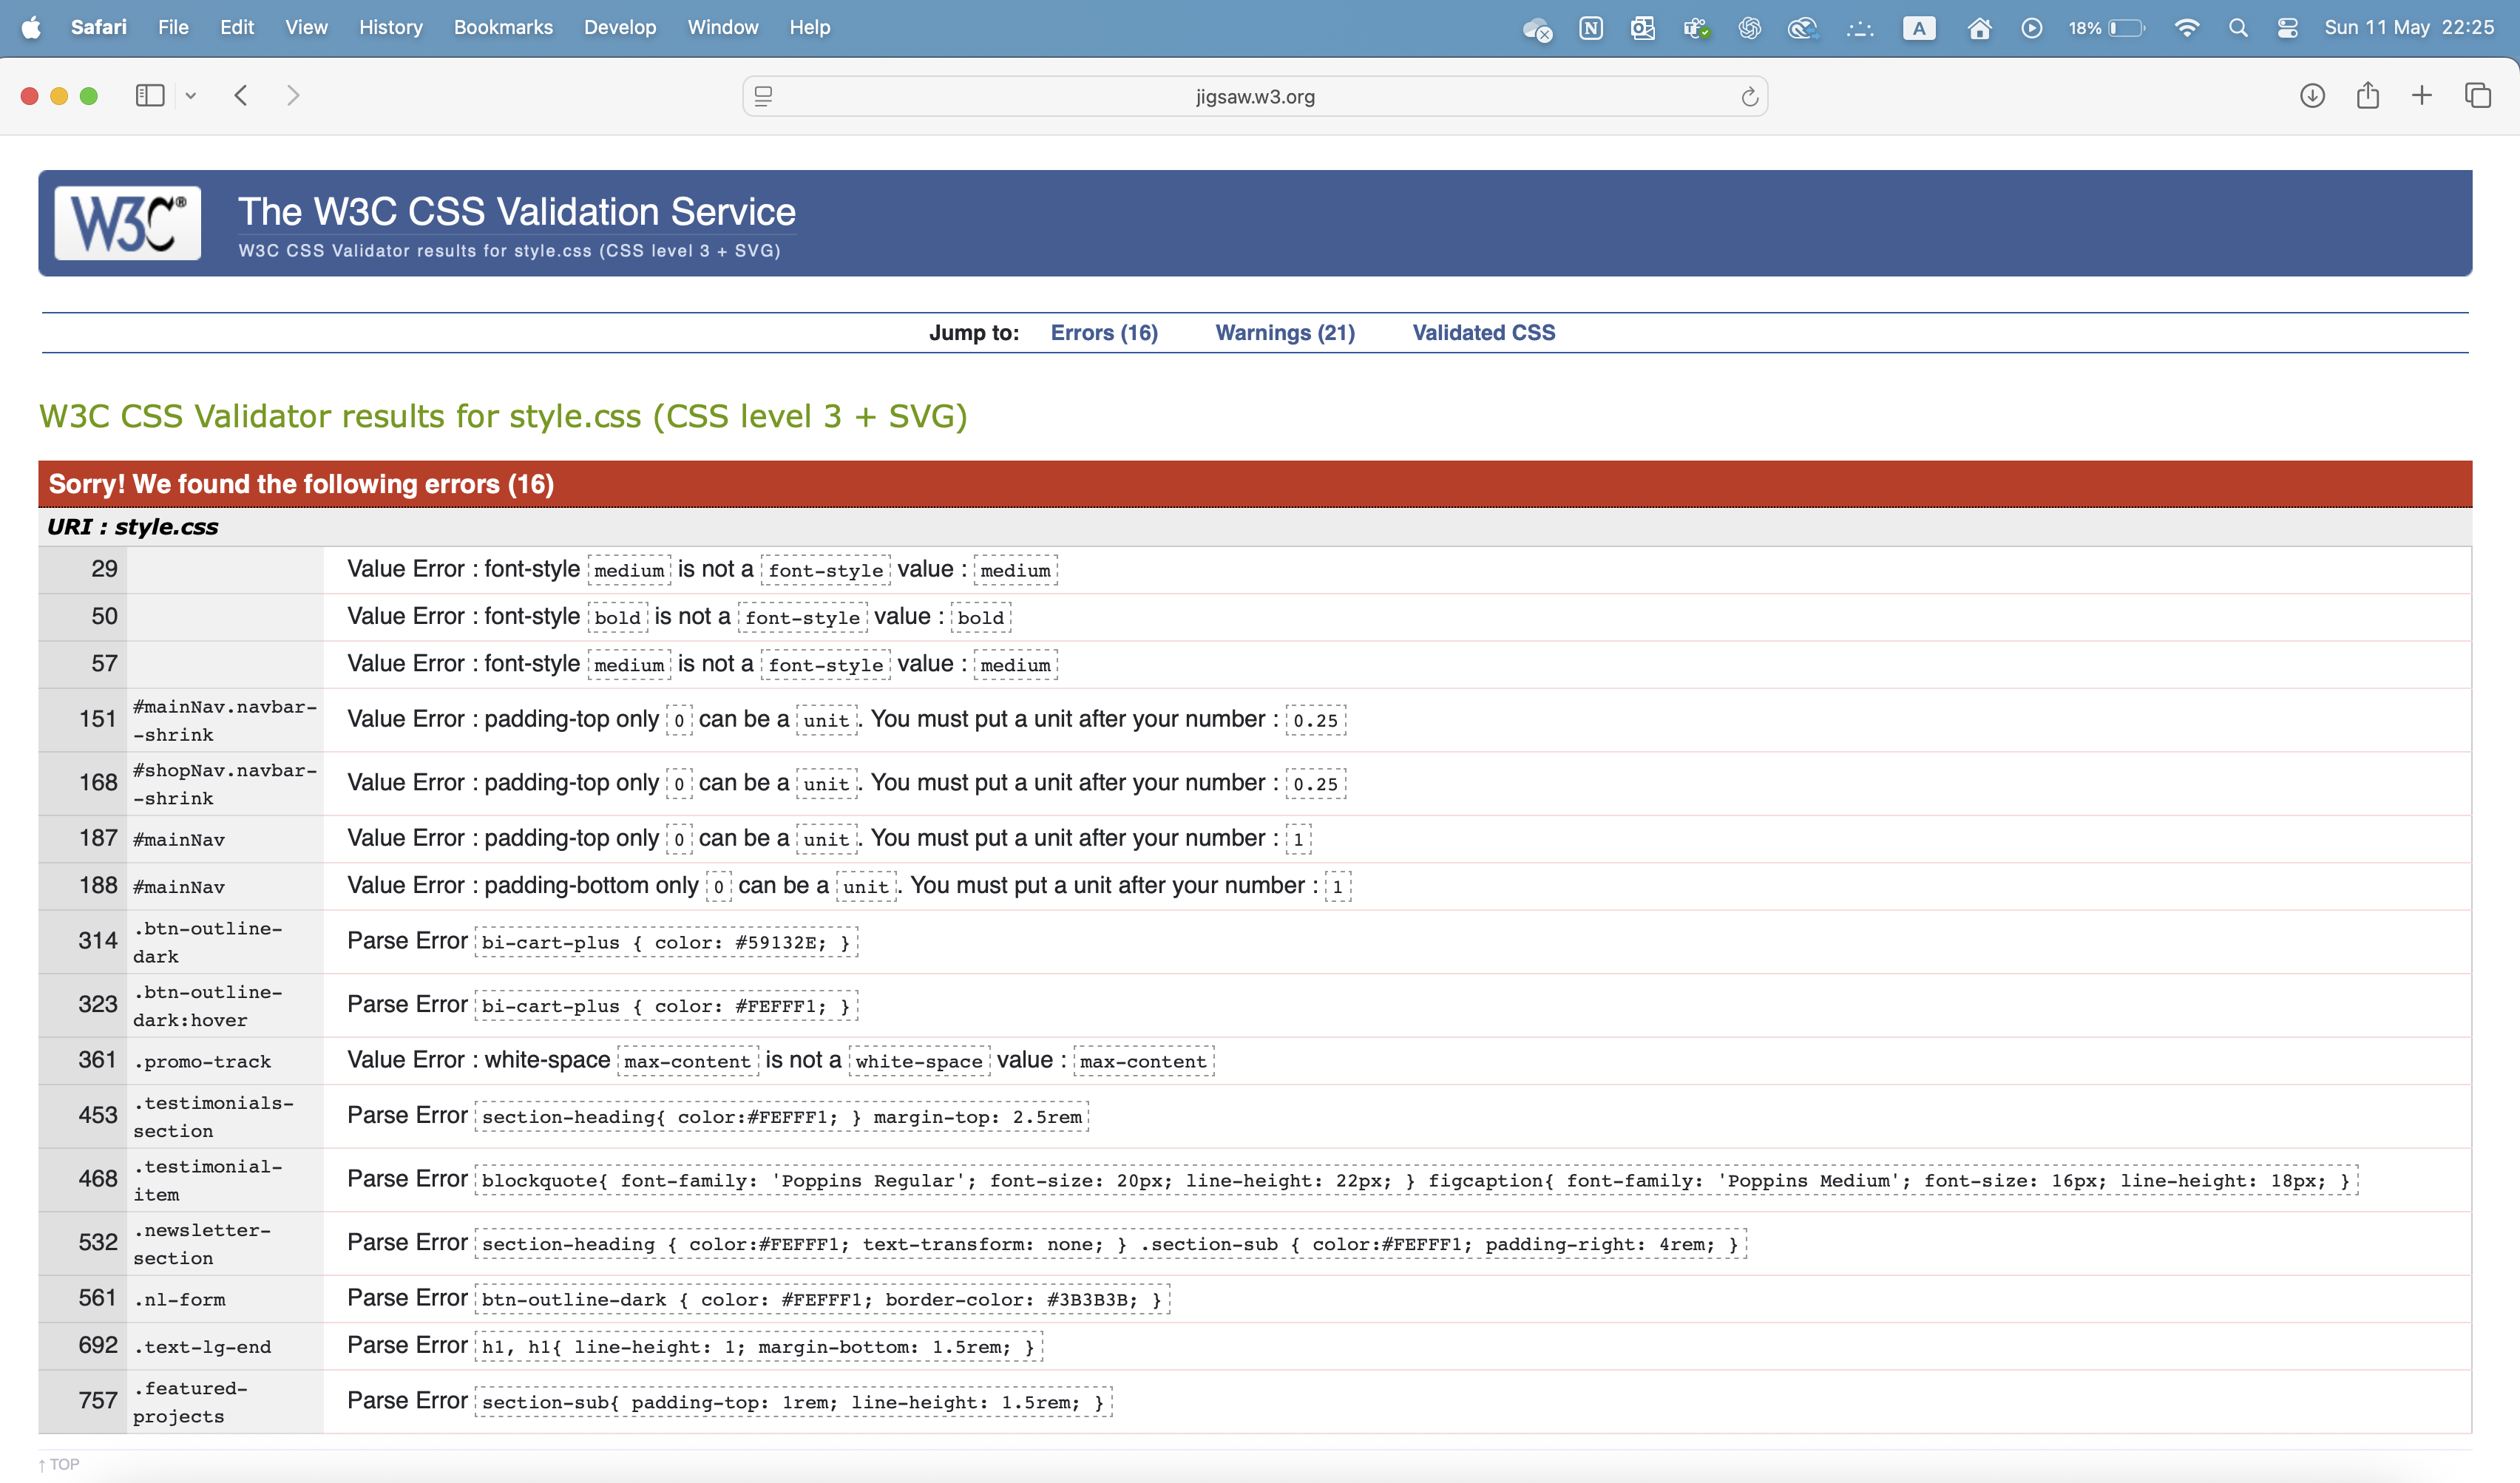 Safari File Edit View History Bookmarks Develop Window Help A 18% Sun 11 May 22:25
jigsaw.w3.org
W3C® The W3C CSS Validation Service
W3C CSS Validator results for style.css (CSS level 3 + SVG)
Jump to: Errors (16) Warnings (21) Validated CSS
W3C CSS Validator results for style.css (CSS level 3 + SVG)
Sorry! We found the following errors (16)
URI : style.css
29 Value Error : font-style medium is not a font-style value : medium
50 Value Error : font-style bold is not a font-style value : bold
57 Value Error : font-style medium is not a font-style value : medium
151 #mainNav.navbar-
-shrink Value Error : padding-top only 0 can be a unit. You must put a unit after your number : 0.25
168 #shopNav.navbar-
-shrink Value Error : padding-top only 0 can be a unit. You must put a unit after your number : 0.25
187 #mainNav Value Error : padding-top only 0 can be a unit. You must put a unit after your number : 1
188 #mainNav Value Error : padding-bottom only 0 can be a unit. You must put a unit after your number : 1
314 .btn-outline-
dark Parse Error bi-cart-plus { color: #59132E; }
323 .btn-outline-
dark:hover Parse Error bi-cart-plus { color: #FEFFF1; }
361 .promo-track Value Error : white-space max-content is not a white-space value : max-content
453 .testimonials-
section Parse Error section-heading{ color:#FEFFF1; } margin-top: 2.5rem
468 .testimonial-
item Parse Error blockquote{ font-family: 'Poppins Regular'; font-size: 20px; line-height: 22px; } figcaption{ font-family: 'Poppins Medium'; font-size: 16px; line-height: 18px; }
532 .newsletter-
section Parse Error section-heading { color:#FEFFF1; text-transform: none; } .section-sub { color:#FEFFF1; padding-right: 4rem; }
561 .nl-form Parse Error btn-outline-dark { color: #FEFFF1; border-color: #3B3B3B; }
692 .text-lg-end Parse Error h1, h1{ line-height: 1; margin-bottom: 1.5rem; }
757 .featured-
projects Parse Error section-sub{ padding-top: 1rem; line-height: 1.5rem; }
↑ TOP